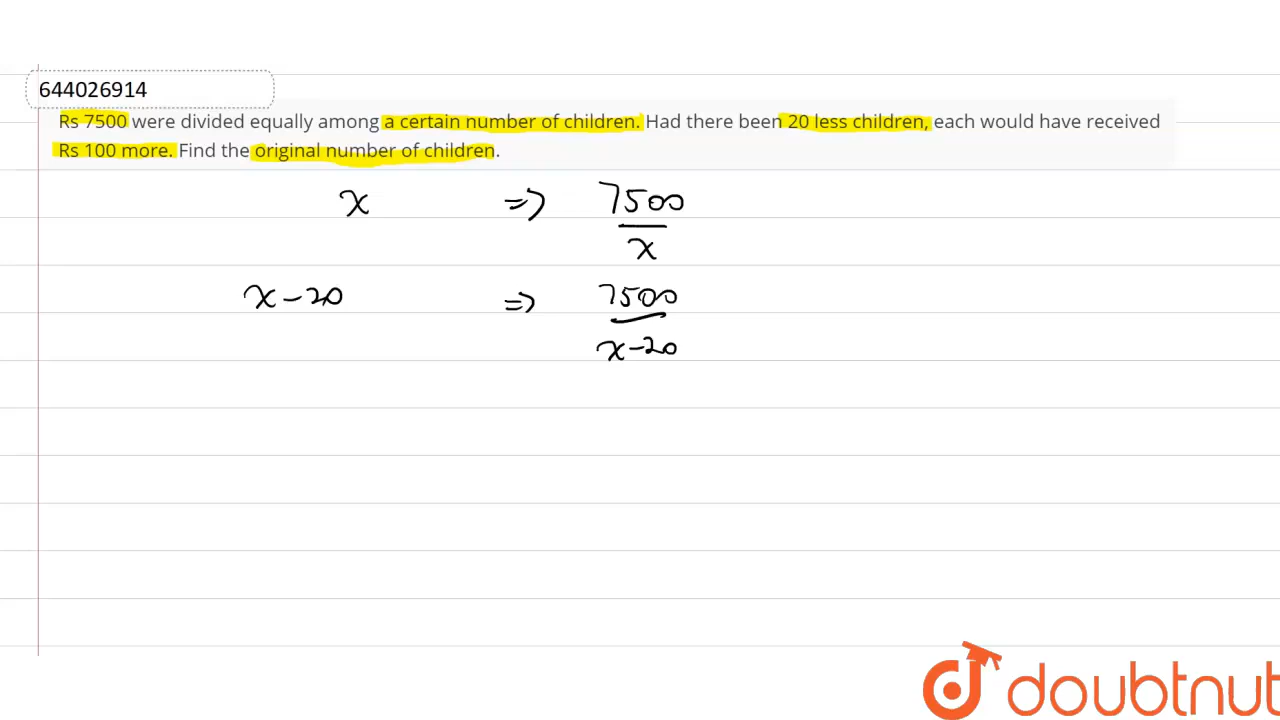 644026914
Rs 7500 were divided equally among a certain number of children. Had there been 20 less children, each would have received
Rs 100 more. Find the original number of children.
x => 7500/x
x-20 => 7500/x-20
doubtnut